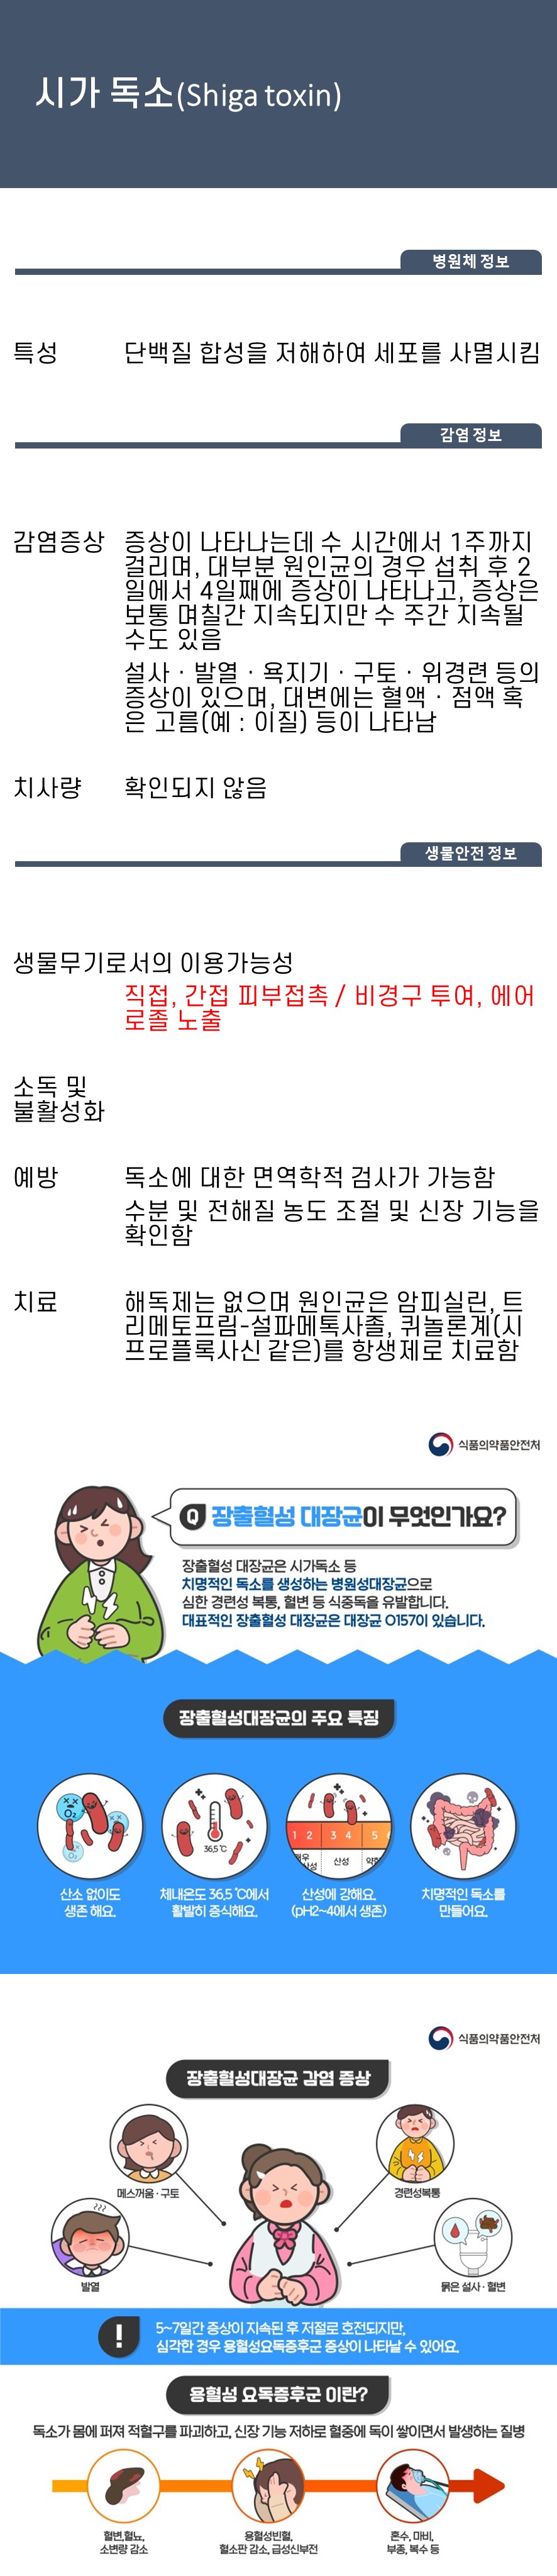 시가 독소(Shiga toxin)
병원체 정보
특성 단백질 합성을 저해하여 세포를 사멸시킴
감염 정보
감염증상 증상이 나타나는데 수 시간에서 1주까지
걸리며, 대부분 원인균의 경우 섭취 후 2
일에서 4일째에 증상이 나타나고, 증상은
보통 며칠간 지속되지만 수 주간 지속될
수도 있음
설사 · 발열 · 욕지기 · 구토 · 위경련 등의
증상이 있으며, 대변에는 혈액 · 점액 혹
은 고름(예 : 이질) 등이 나타남
치사량 확인되지 않음
생물안전 정보
생물무기로서의 이용가능성
직접, 간접 피부접촉 / 비경구 투여, 에어
로졸 노출
소독 및
불활성화
예방 독소에 대한 면역학적 검사가 가능함
수분 및 전해질 농도 조절 및 신장 기능을
확인함
치료 해독제는 없으며 원인균은 암피실린, 트
리메토프림-설파메톡사졸, 퀴놀론계(시
프로플록사신 같은)를 항생제로 치료함
식품의약품안전처
Q 장출혈성 대장균이 무엇인가요?
장출혈성 대장균은 시가독소 등
치명적인 독소를 생성하는 병원성대장균으로
심한 경련성 복통, 혈변 등 식중독을 유발합니다.
대표적인 장출혈성 대장균은 대장균 O157이 있습니다.
장출혈성대장균의 주요 특징
O₂
O₂
36.5 ℃
1 2 3 4 5 6
산성
산소 없이도
생존 해요.
체내온도 36.5 ℃에서
활발히 증식해요.
산성에 강해요.
(pH2~4에서 생존)
치명적인 독소를
만들어요.
식품의약품안전처
장출혈성대장균 감염 증상
메스꺼움 · 구토
경련성복통
발열
묽은 설사 · 혈변
!
5~7일간 증상이 지속된 후 저절로 호전되지만,
심각한 경우 용혈성요독증후군 증상이 나타날 수 있어요.
용혈성 요독증후군 이란?
독소가 몸에 퍼져 적혈구를 파괴하고, 신장 기능 저하로 혈중에 독이 쌓이면서 발생하는 질병
혈변,혈뇨,
소변량 감소
용혈성빈혈,
혈소판 감소, 급성신부전
혼수, 마비,
부종, 복수 등